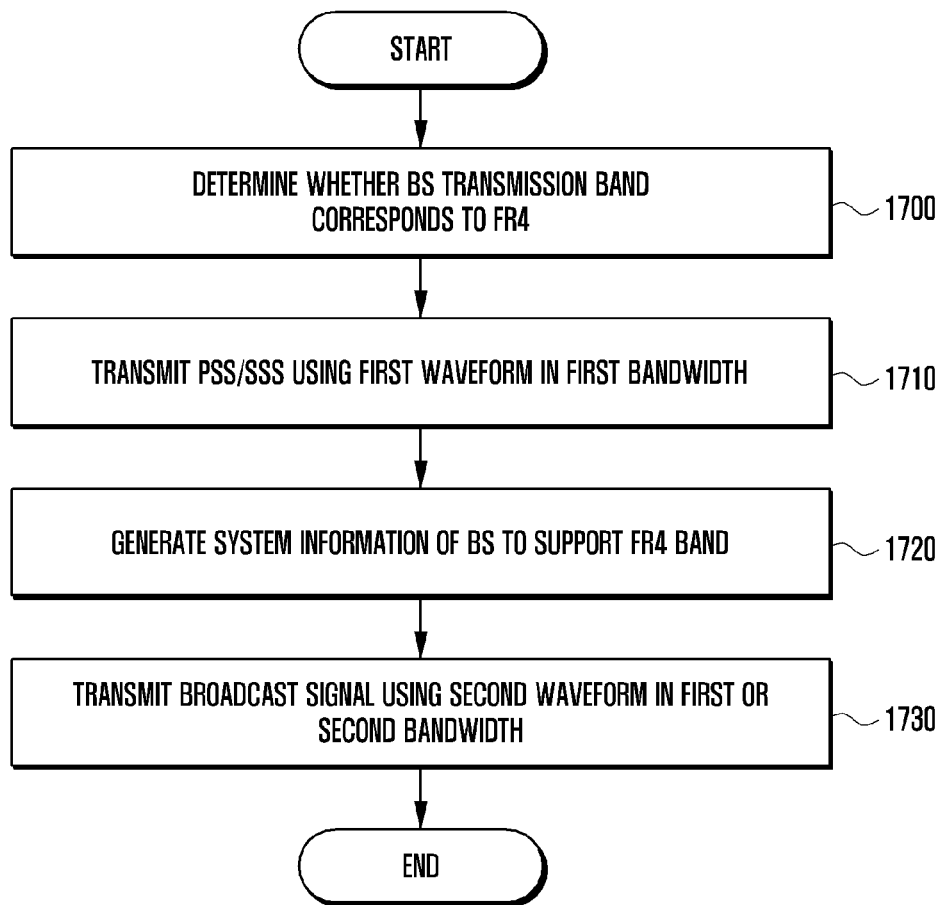 START
DETERMINE WHETHER BS TRANSMISSION BAND
CORRESPONDS TO FR4
1700
TRANSMIT PSS/SSS USING FIRST WAVEFORM IN FIRST BANDWIDTH
1710
GENERATE SYSTEM INFORMATION OF BS TO SUPPORT FR4 BAND
1720
TRANSMIT BROADCAST SIGNAL USING SECOND WAVEFORM IN FIRST OR
SECOND BANDWIDTH
1730
END